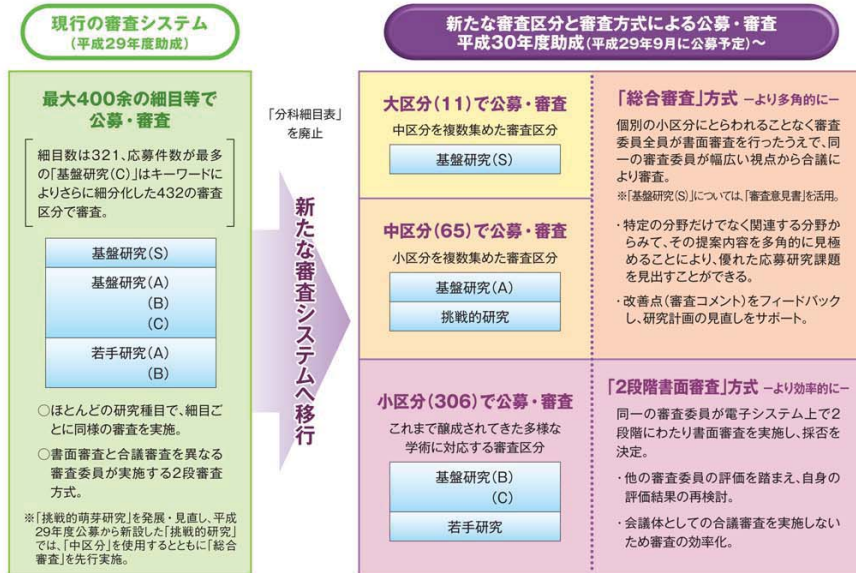 現行の審査システム
(平成29年度助成)
最大400余の細目等で
公募・審査
細目数は321、応募件数が最多
の「基盤研究(C)」はキーワードに
よりさらに細分化した432の審査
区分で審査。
基盤研究(S)
基盤研究(A)
(B)
(C)
若手研究(A)
(B)
○ほとんどの研究種目で、細目ご
とに同様の審査を実施。
○書面審査と合議審査を異なる
審査委員が実施する2段審査
方式。
※「挑戦的萌芽研究」を発展・見直し、平成
29年度公募から新設した「挑戦的研究」
では、「中区分」を使用するとともに「総合
審査」を先行実施。
「分科細目表」
を廃止
新たな審査システムへ移行
新たな審査区分と審査方式による公募・審査
平成30年度助成(平成29年9月に公募予定)~
大区分(11)で公募・審査
中区分を複数集めた審査区分
基盤研究(S)
中区分(65)で公募・審査
小区分を複数集めた審査区分
基盤研究(A)
挑戦的研究
小区分(306)で公募・審査
これまで醸成されてきた多様な
学術に対応する審査区分
基盤研究(B)
(C)
若手研究
「総合審査」方式 ―より多角的に―
個別の小区分にとらわれることなく審査
委員全員が書面審査を行ったうえで、同
一の審査委員が幅広い視点から合議に
より審査。
※「基盤研究(S)」については、「審査意見書」を活用。
・特定の分野だけでなく関連する分野か
らみて、その提案内容を多角的に見極
めることにより、優れた応募研究課題
を見出すことができる。
・改善点(審査コメント)をフィードバック
し、研究計画の見直しをサポート。
「2段階書面審査」方式 ―より効率的に―
同一の審査委員が電子システム上で2
段階にわたり書面審査を実施し、採否を
決定。
・他の審査委員の評価を踏まえ、自身の
評価結果の再検討。
・会議体としての合議審査を実施しない
ため審査の効率化。